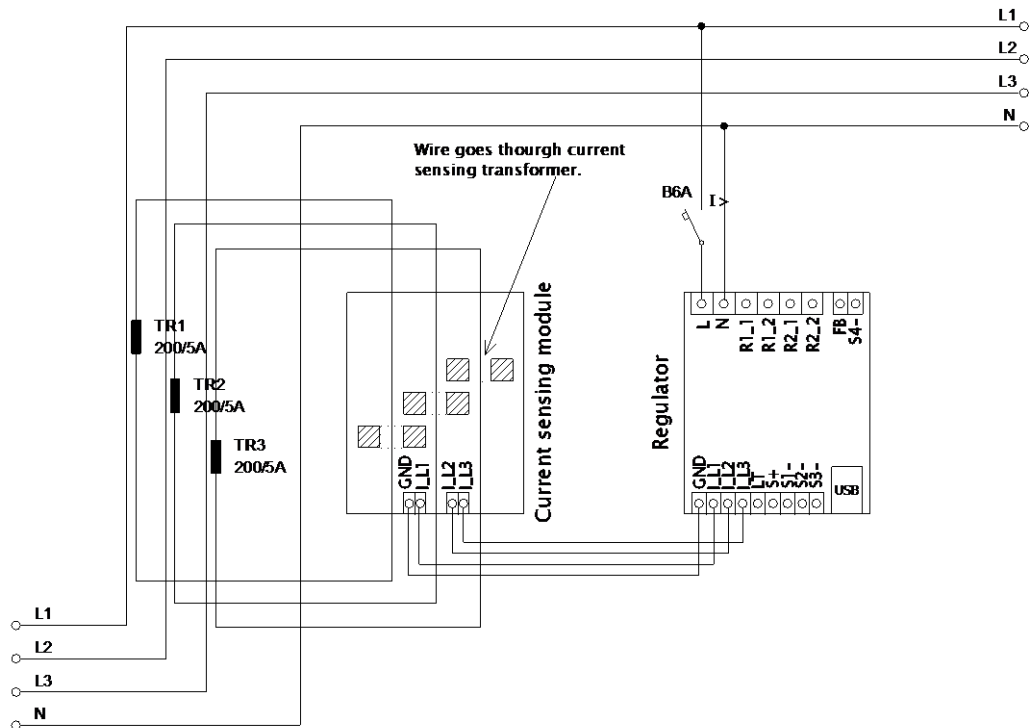 L1
L2
L3
N
Wire goes thourgh current
sensing transformer.
B6A
I >
TR1
200/5A
TR2
200/5A
TR3
200/5A
Current sensing module
GND
I_L1
I_L2
I_L3
Regulator
L
N
R1_1
R1_2
R2_1
R2_2
FB
S4-
GND
I_L1
I_L2
I_L3
LT
S+
S1-
S2-
S3-
USB
L1
L2
L3
N